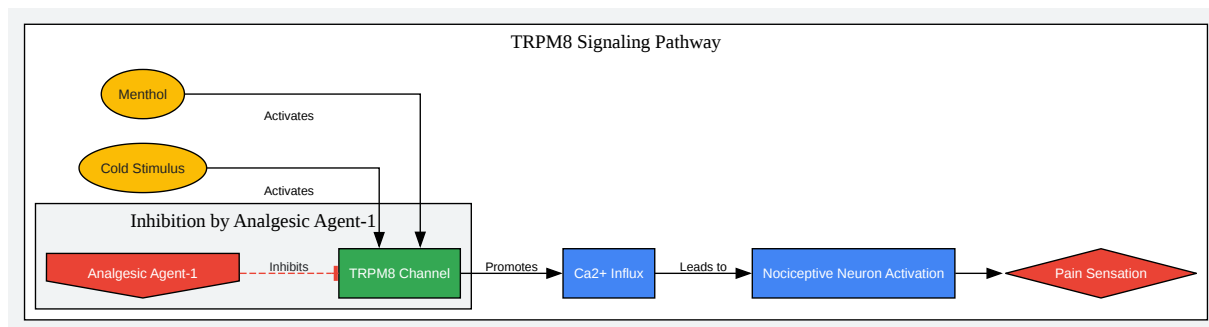 TRPM8 Signaling Pathway
Menthol
Activates
Cold Stimulus
Activates
Inhibition by Analgesic Agent-1
Analgesic Agent-1
Inhibits
TRPM8 Channel
Promotes
Ca2+ Influx
Leads to
Nociceptive Neuron Activation
Pain Sensation